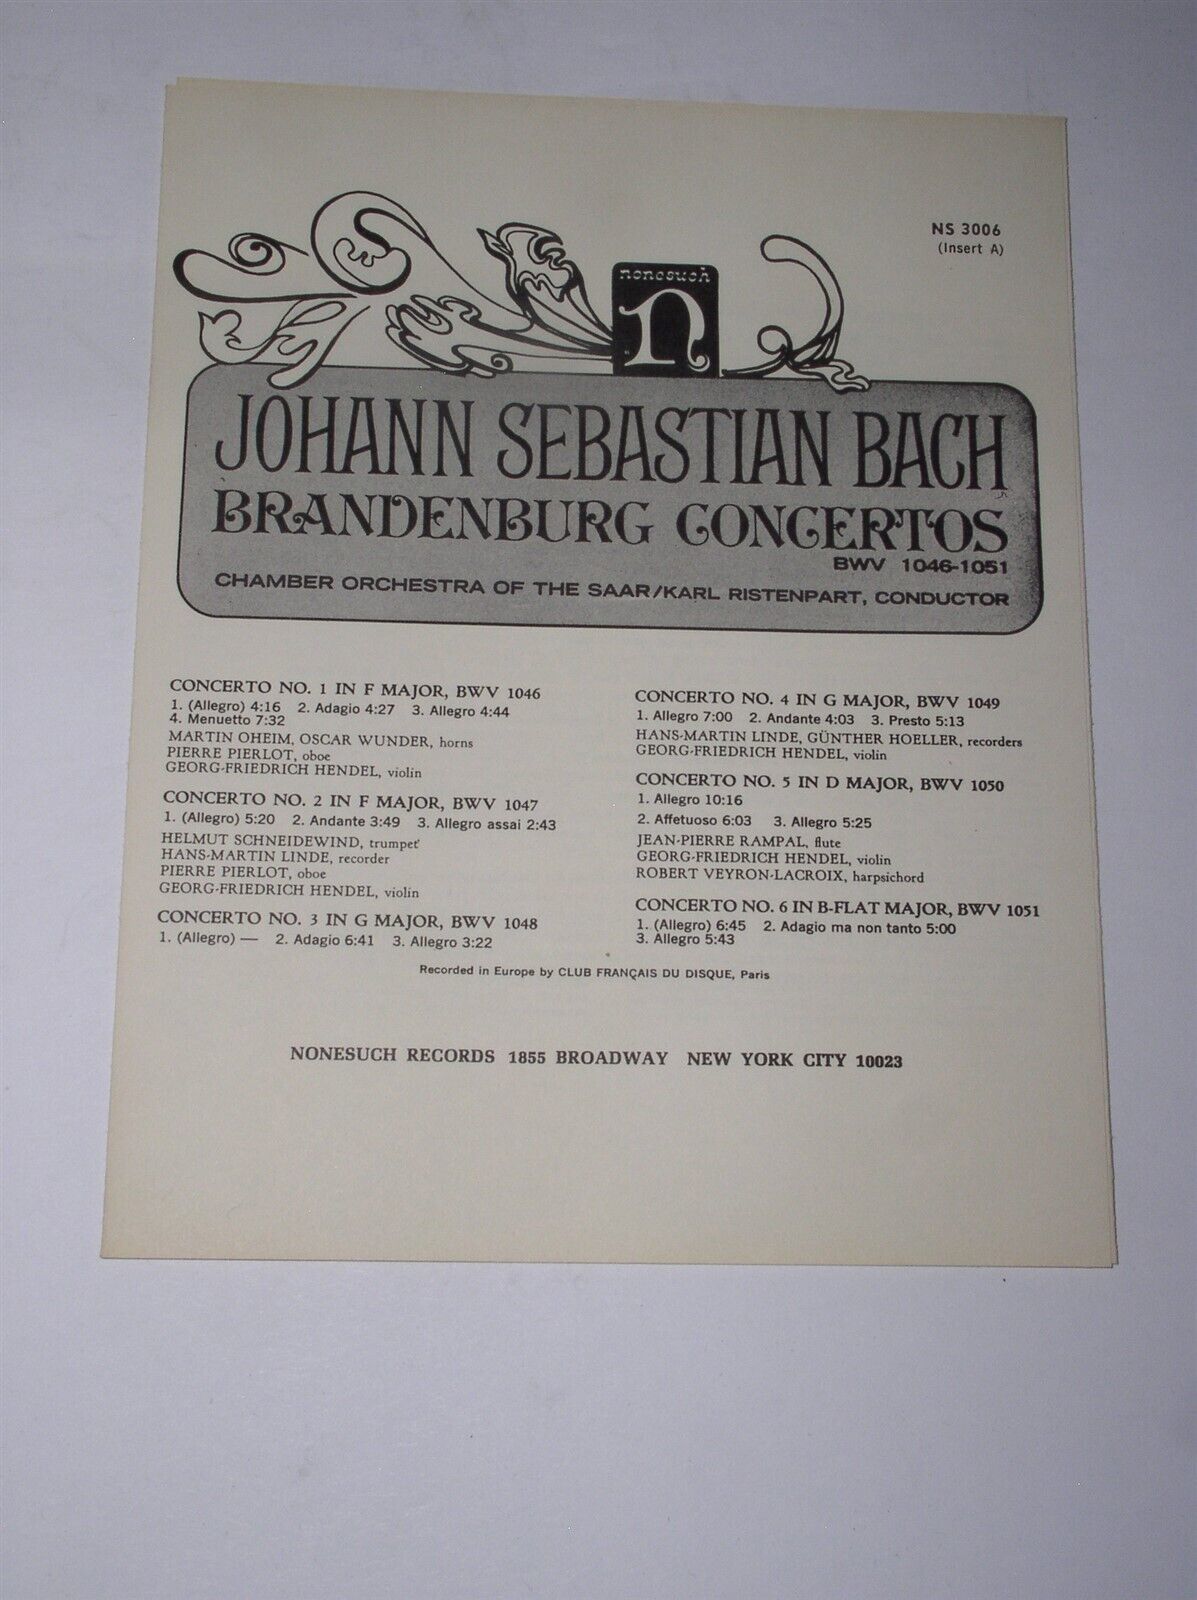 NS 3006
(Insert A)
nonesuch
n
JOHANN SEBASTIAN BACH
BRANDENBURG CONCERTOS
BWV 1046-1051
CHAMBER ORCHESTRA OF THE SAAR/KARL RISTENPART, CONDUCTOR
CONCERTO NO. 1 IN F MAJOR, BWV 1046
1. (Allegro) 4:16 2. Adagio 4:27 3. Allegro 4:44
4. Menuetto 7:32
MARTIN OHEIM, OSCAR WUNDER, horns
PIERRE PIERLOT, oboe
GEORG-FRIEDRICH HENDEL, violin
CONCERTO NO. 2 IN F MAJOR, BWV 1047
1. (Allegro) 5:20 2. Andante 3:49 3. Allegro assai 2:43
HELMUT SCHNEIDEWIND, trumpet
HANS-MARTIN LINDE, recorder
PIERRE PIERLOT, oboe
GEORG-FRIEDRICH HENDEL, violin
CONCERTO NO. 3 IN G MAJOR, BWV 1048
1. (Allegro) — 2. Adagio 6:41 3. Allegro 3:22
CONCERTO NO. 4 IN G MAJOR, BWV 1049
1. Allegro 7:00 2. Andante 4:03 3. Presto 5:13
HANS-MARTIN LINDE, GÜNTHER HOELLER, recorders
GEORG-FRIEDRICH HENDEL, violin
CONCERTO NO. 5 IN D MAJOR, BWV 1050
1. Allegro 10:16
2. Affetuoso 6:03 3. Allegro 5:25
JEAN-PIERRE RAMPAL, flute
GEORG-FRIEDRICH HENDEL, violin
ROBERT VEYRON-LACROIX, harpsichord
CONCERTO NO. 6 IN B-FLAT MAJOR, BWV 1051
1. (Allegro) 6:45 2. Adagio ma non tanto 5:00
3. Allegro 5:43
Recorded in Europe by CLUB FRANÇAIS DU DISQUE, Paris
NONESUCH RECORDS 1855 BROADWAY NEW YORK CITY 10023